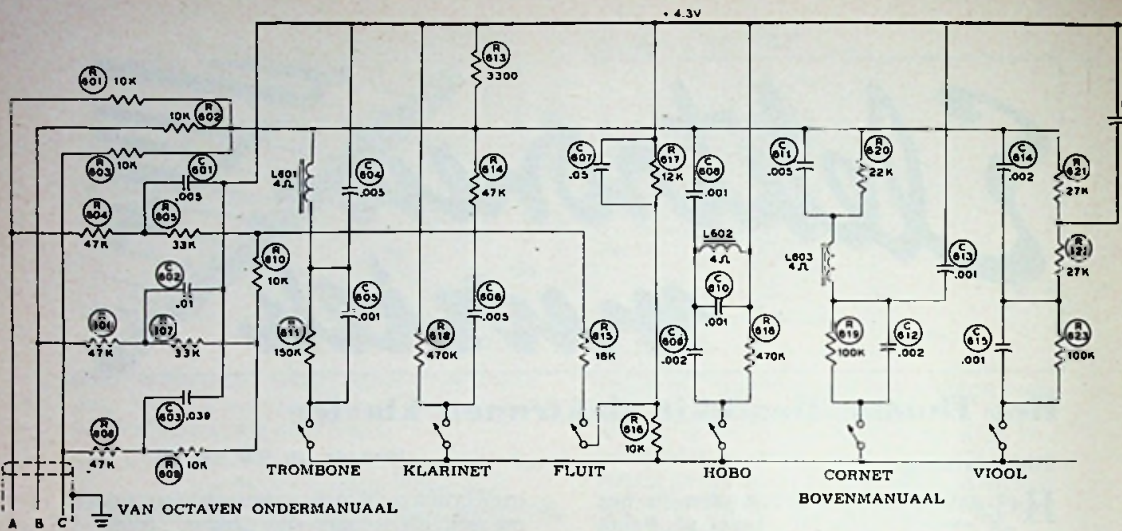 + 4.3V
R 601 10K
R 613 3300
10K R 602
R 603 10K
C 601 .005
R 604 47K
R 605 33K
L601 4Ω
C 604 .005
R 614 47K
C 607 .05
R 617 12K
C 608 .001
C 611 .005
R 620 22K
C 614 .002
R 621 27K
R 610 10K
L602 4Ω
L603 4Ω
C 613 .001
27K
C 602 .01
47K
33K
C 605 .001
R 611 150K
R 612 470K
C 606 .005
R 615 18K
C 610 .001
C 609 .002
R 618 470K
R 619 100K
C 612 .002
C 615 .001
R 623 100K
C 603 .039
R 608 47K
R 609 10K
R 616 10K
TROMBONE KLARINET FLUIT HOBO CORNET VIOOL
BOVENMANUAAL
VAN OCTAVEN ONDERMANUAAL
A B C